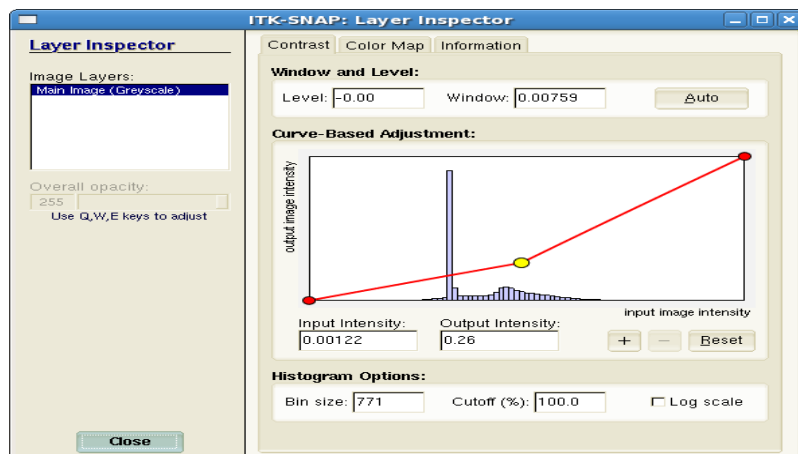 ITK-SNAP: Layer Inspector
Layer Inspector
Image Layers:
Main Image (Greyscale)
Overall opacity:
255
Use Q,W,E keys to adjust
Close
Contrast Color Map Information
Window and Level:
Level: -0.00 Window: 0.00759 Auto
Curve-Based Adjustment:
output image intensity
input image intensity
Input Intensity: Output Intensity:
0.00122 0.26 + − Reset
Histogram Options:
Bin size: 771 Cutoff (%): 100.0 Log scale